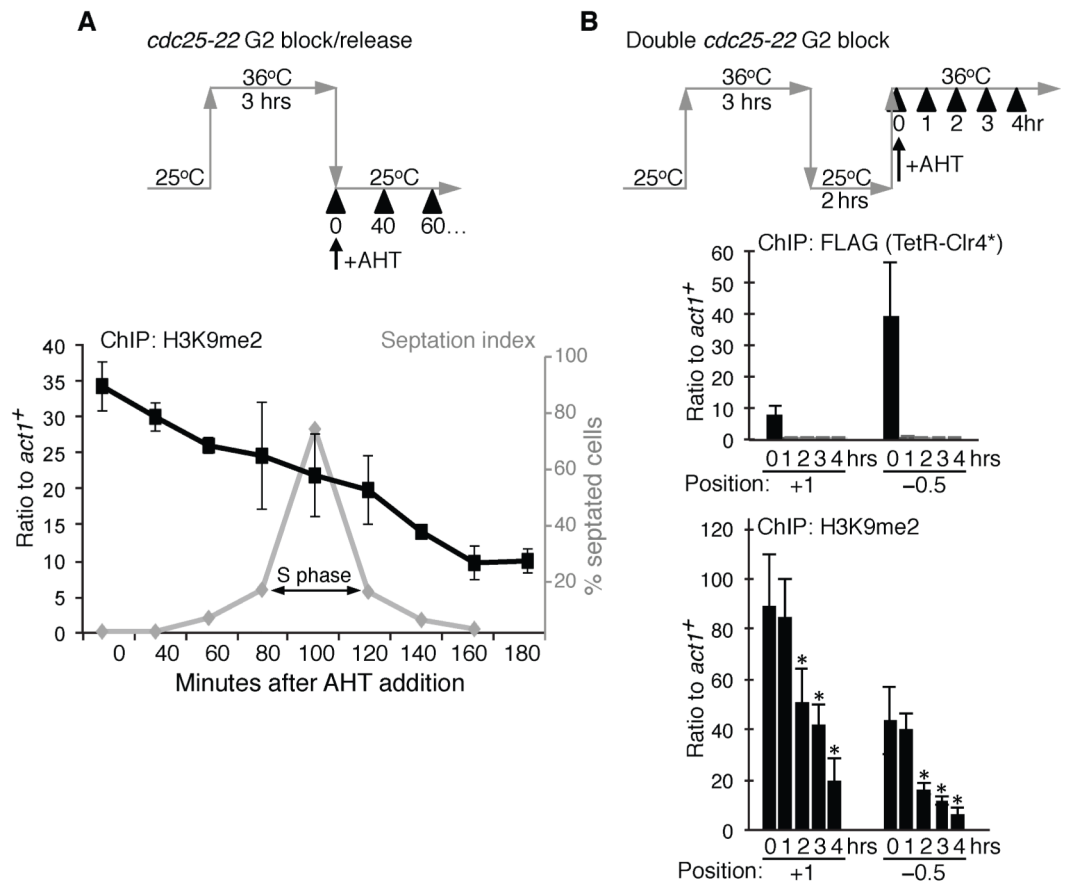 A
cdc25-22 G2 block/release
36°C
3 hrs
25°C
25°C
0 40 60...
+AHT
ChIP: H3K9me2
Septation index
Ratio to act1+
40
35
30
25
20
15
10
5
0
100
80
60
40
20
% septated cells
S phase
0 40 60 80 100 120 140 160 180
Minutes after AHT addition
B
Double cdc25-22 G2 block
36°C
3 hrs
36°C
0 1 2 3 4hr
+AHT
25°C
25°C
2 hrs
ChIP: FLAG (TetR-Clr4*)
Ratio to act1+
60
50
40
30
20
10
0
0 1 2 3 4 hrs 0 1 2 3 4 hrs
Position: +1 −0.5
ChIP: H3K9me2
Ratio to act1+
120
100
80
60
40
20
0
* * * * * *
0 1 2 3 4 hrs 0 1 2 3 4 hrs
Position: +1 −0.5